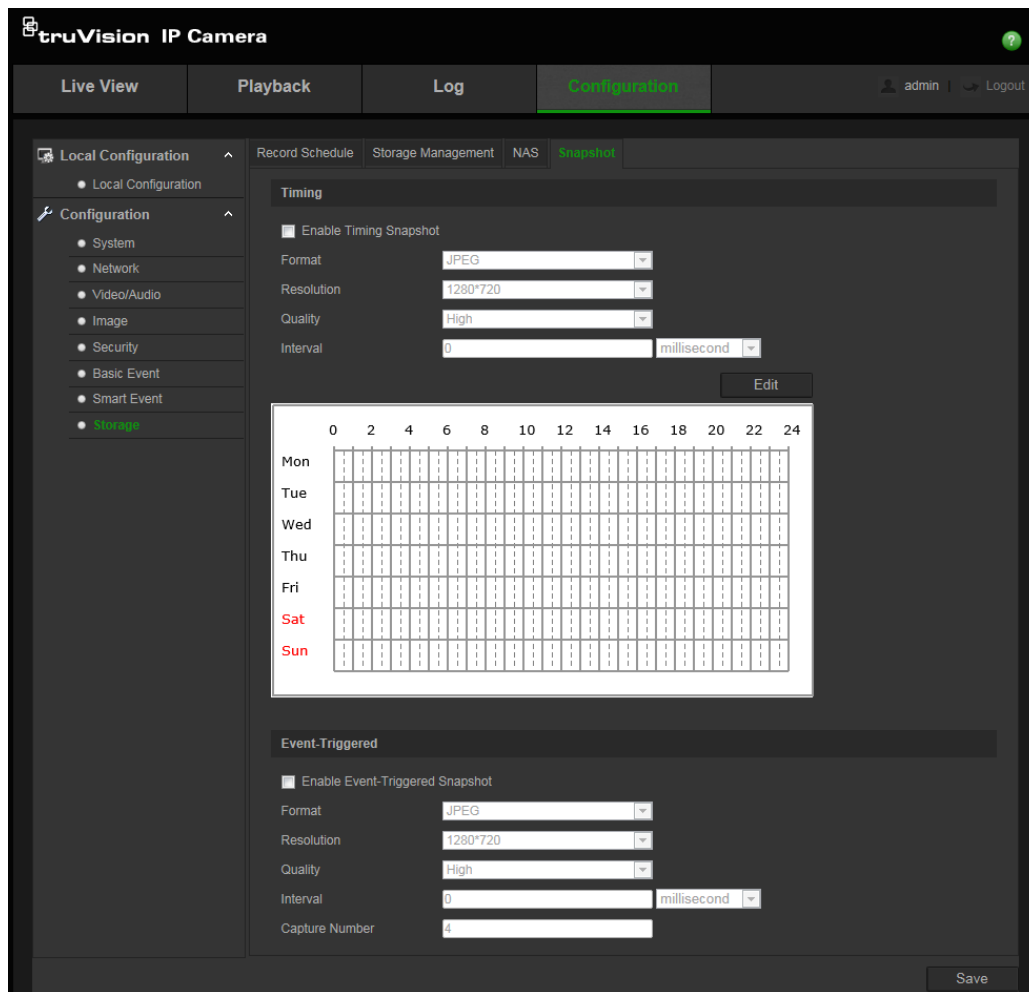 truVision IP Camera
?
Live View Playback Log Configuration admin | Logout
Local Configuration
Local Configuration
Configuration
System
Network
Video/Audio
Image
Security
Basic Event
Smart Event
Storage
Record Schedule Storage Management NAS Snapshot
Timing
Enable Timing Snapshot
Format JPEG
Resolution 1280*720
Quality High
Interval 0 millisecond
Edit
0 2 4 6 8 10 12 14 16 18 20 22 24
Mon
Tue
Wed
Thu
Fri
Sat
Sun
Event-Triggered
Enable Event-Triggered Snapshot
Format JPEG
Resolution 1280*720
Quality High
Interval 0 millisecond
Capture Number 4
Save